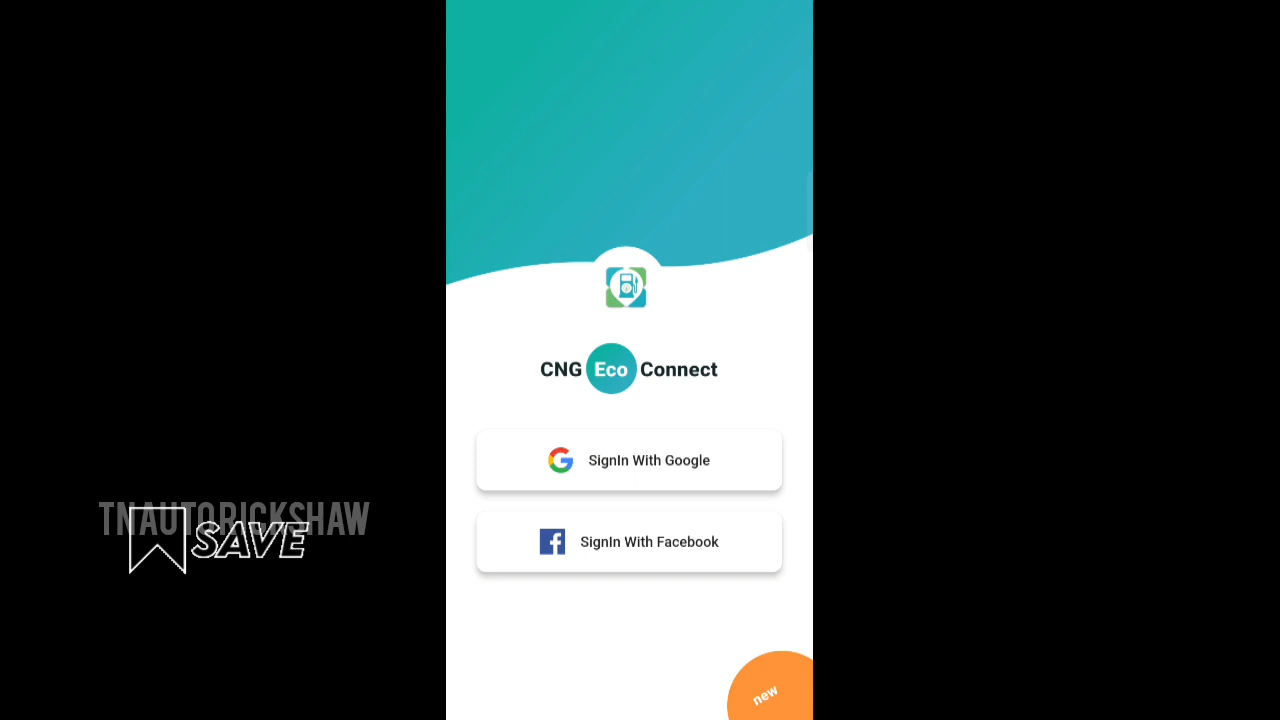 CNG Eco Connect
SignIn With Google
SignIn With Facebook
TNAUTORICKSHAW
SAVE
new